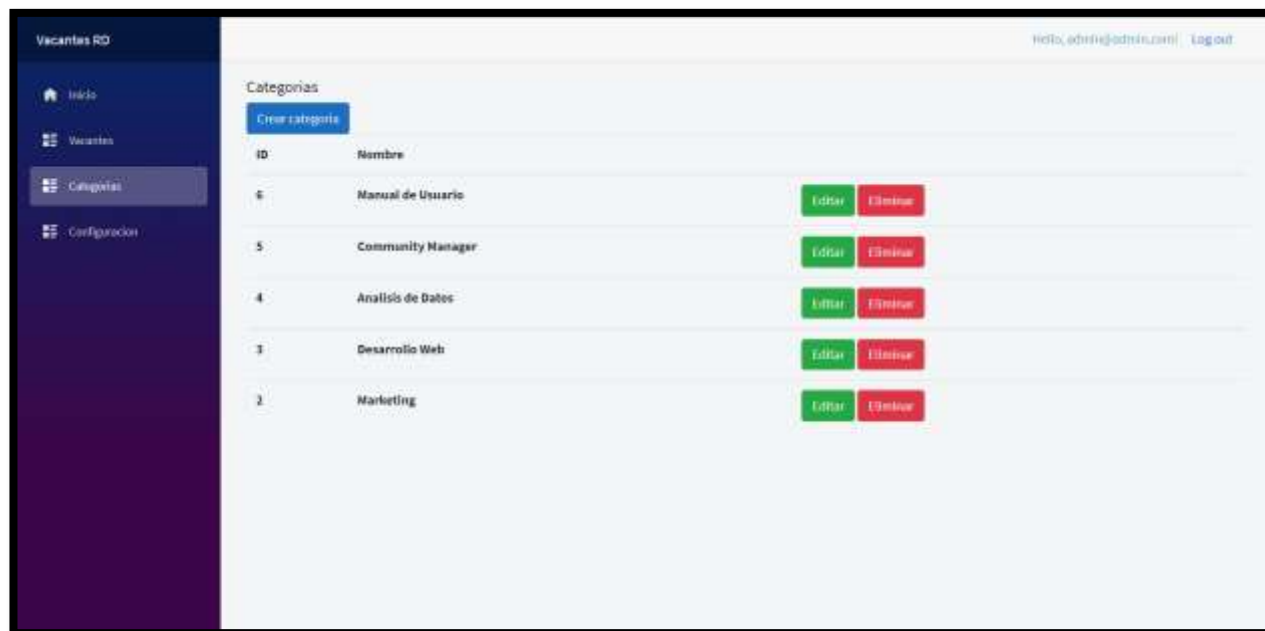 Vacantes RD
Hello, admin@admin.com! Log out
Inicio
Vacantes
Categorias
Configuracion
Categorias
Crear categoria
ID Nombre
6 Manual de Usuario Editar Eliminar
5 Community Manager Editar Eliminar
4 Analisis de Datos Editar Eliminar
3 Desarrollo Web Editar Eliminar
2 Marketing Editar Eliminar